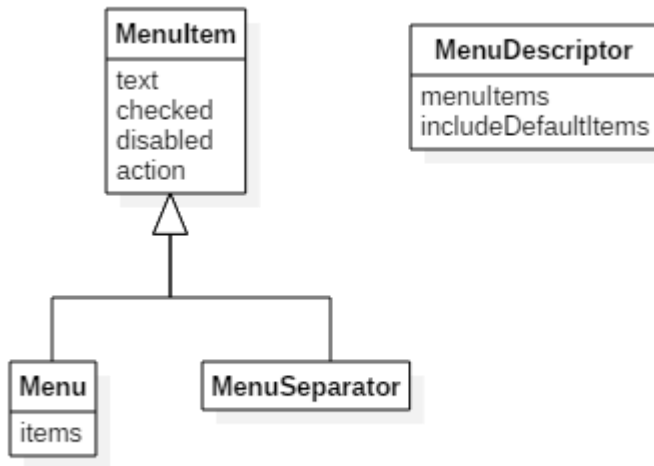 MenuItem
text
checked
disabled
action
MenuDescriptor
menuItems
includeDefaultItems
Menu
items
MenuSeparator